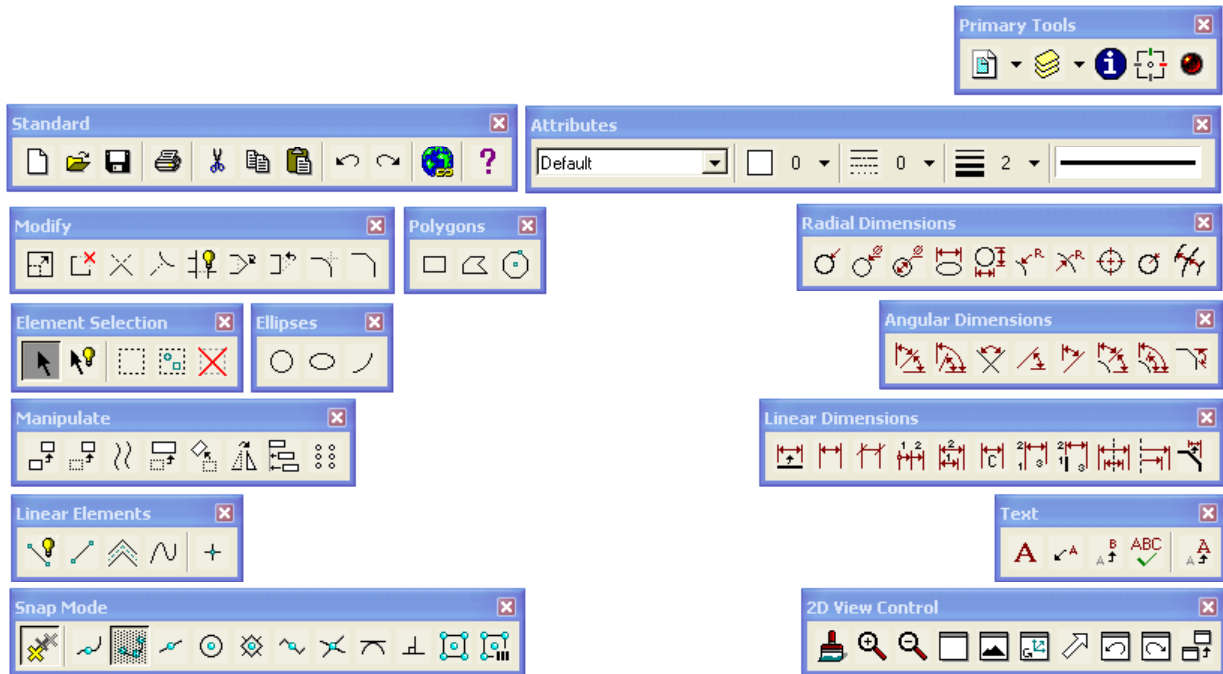 Primary Tools
Standard
Attributes
Default 0 0 2
Modify
Polygons
Radial Dimensions
Element Selection
Ellipses
Angular Dimensions
Manipulate
Linear Dimensions
Linear Elements
Text
A A B A ABC A A
Snap Mode
2D View Control